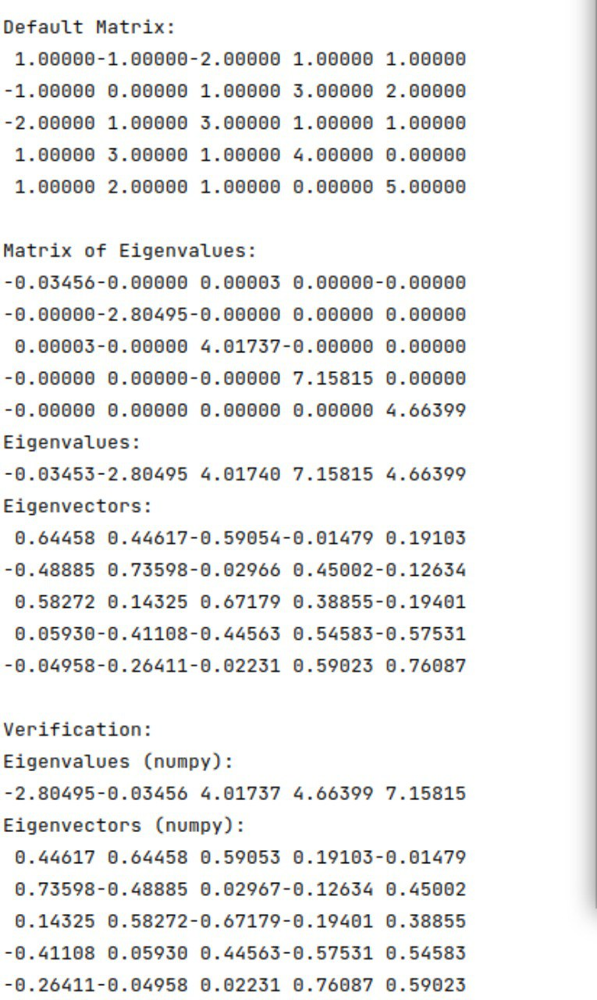 Default Matrix:
 1.00000-1.00000-2.00000 1.00000 1.00000
-1.00000 0.00000 1.00000 3.00000 2.00000
-2.00000 1.00000 3.00000 1.00000 1.00000
 1.00000 3.00000 1.00000 4.00000 0.00000
 1.00000 2.00000 1.00000 0.00000 5.00000
Matrix of Eigenvalues:
-0.03456-0.00000 0.00003 0.00000-0.00000
-0.00000-2.80495-0.00000 0.00000 0.00000
 0.00003-0.00000 4.01737-0.00000 0.00000
-0.00000 0.00000-0.00000 7.15815 0.00000
-0.00000 0.00000 0.00000 0.00000 4.66399
Eigenvalues:
-0.03453-2.80495 4.01740 7.15815 4.66399
Eigenvectors:
 0.64458 0.44617-0.59054-0.01479 0.19103
-0.48885 0.73598-0.02966 0.45002-0.12634
 0.58272 0.14325 0.67179 0.38855-0.19401
 0.05930-0.41108-0.44563 0.54583-0.57531
-0.04958-0.26411-0.02231 0.59023 0.76087
Verification:
Eigenvalues (numpy):
-2.80495-0.03456 4.01737 4.66399 7.15815
Eigenvectors (numpy):
 0.44617 0.64458 0.59053 0.19103-0.01479
 0.73598-0.48885 0.02967-0.12634 0.45002
 0.14325 0.58272-0.67179-0.19401 0.38855
-0.41108 0.05930 0.44563-0.57531 0.54583
-0.26411-0.04958 0.02231 0.76087 0.59023